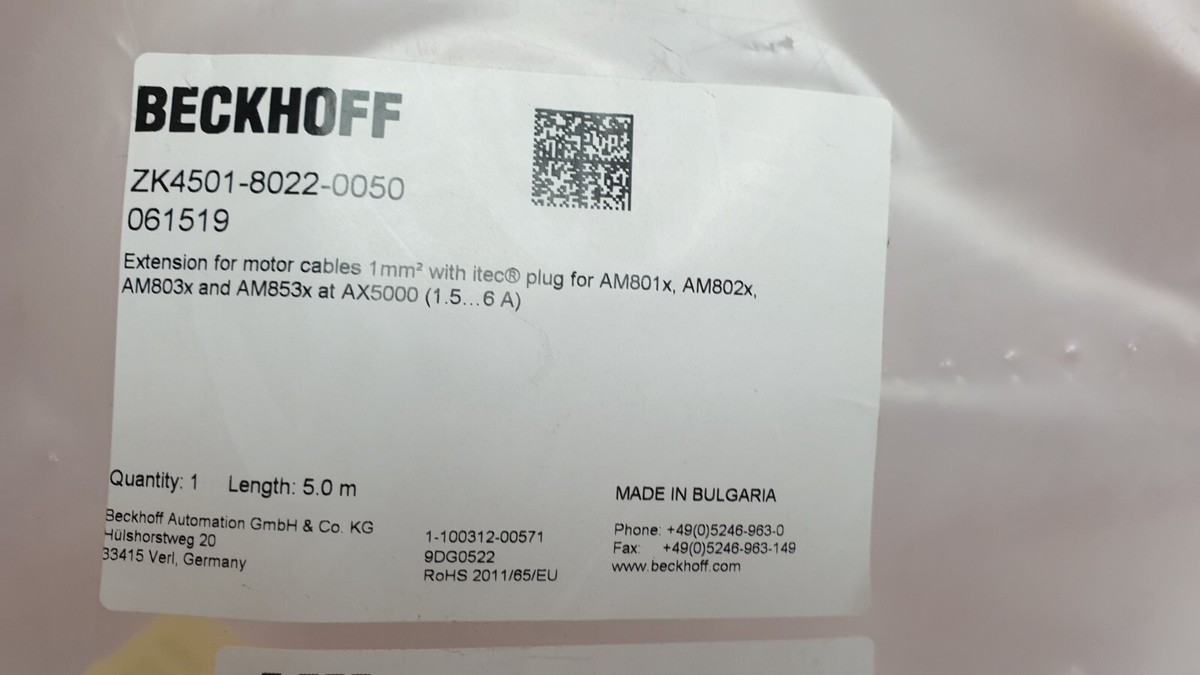 BECKHOFF
ZK4501-8022-0050
061519
Extension for motor cables 1mm² with itec® plug for AM801x, AM802x,
AM803x and AM853x at AX5000 (1.5...6 A)
Quantity: 1 Length: 5.0 m
Beckhoff Automation GmbH & Co. KG
Hülshorstweg 20
33415 Verl, Germany
1-100312-00571
9DG0522
RoHS 2011/65/EU
MADE IN BULGARIA
Phone: +49(0)5246-963-0
Fax: +49(0)5246-963-149
www.beckhoff.com